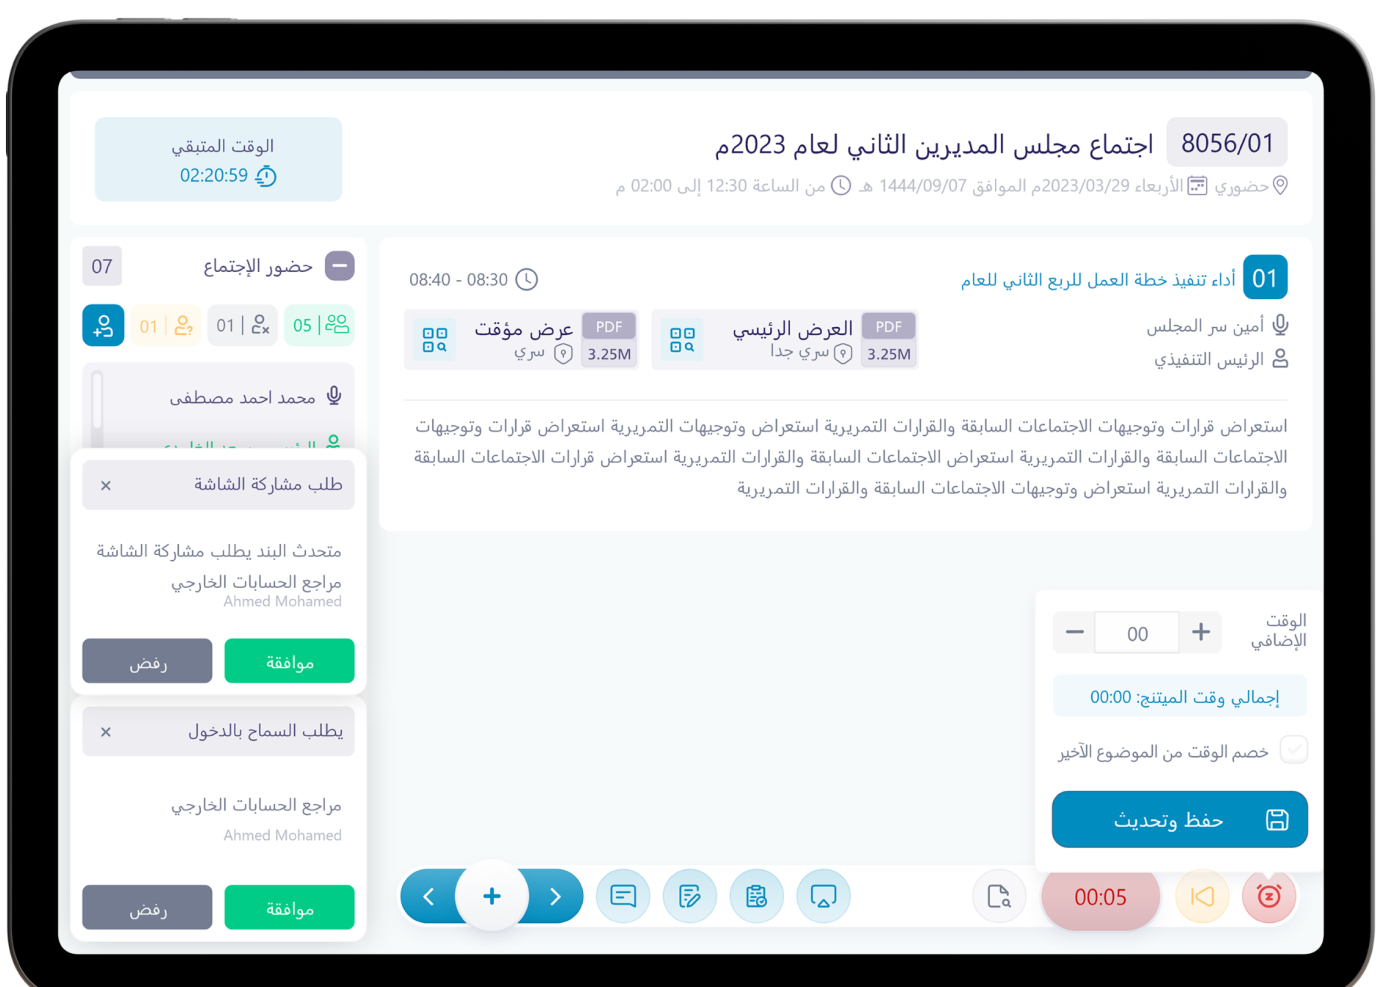 8056/01 اجتماع مجلس المديرين الثاني لعام 2023م
حضوري الأربعاء 2023/03/29م الموافق 1444/09/07 هـ من الساعة 12:30 إلى 02:00 م
الوقت المتبقي
02:20:59
01 أداء تنفيذ خطة العمل للربع الثاني للعام
08:30 - 08:40
أمين سر المجلس
الرئيس التنفيذي
PDF العرض الرئيسي
3.25M سري جدا
PDF عرض مؤقت
3.25M سري
استعراض قرارات وتوجيهات الاجتماعات السابقة والقرارات التمريرية استعراض وتوجيهات التمريرية استعراض قرارات وتوجيهات
الاجتماعات السابقة والقرارات التمريرية استعراض الاجتماعات السابقة والقرارات التمريرية استعراض قرارات الاجتماعات السابقة
والقرارات التمريرية استعراض وتوجيهات الاجتماعات السابقة والقرارات التمريرية
حضور الإجتماع 07
05 | 01 | 01
محمد احمد مصطفى
طلب مشاركة الشاشة ×
متحدث البند يطلب مشاركة الشاشة
مراجع الحسابات الخارجي
Ahmed Mohamed
موافقة رفض
يطلب السماح بالدخول ×
مراجع الحسابات الخارجي
Ahmed Mohamed
موافقة رفض
الوقت
الإضافي
+ 00 −
إجمالي وقت الميتنج: 00:00
خصم الوقت من الموضوع الآخير
حفظ وتحديث
00:05